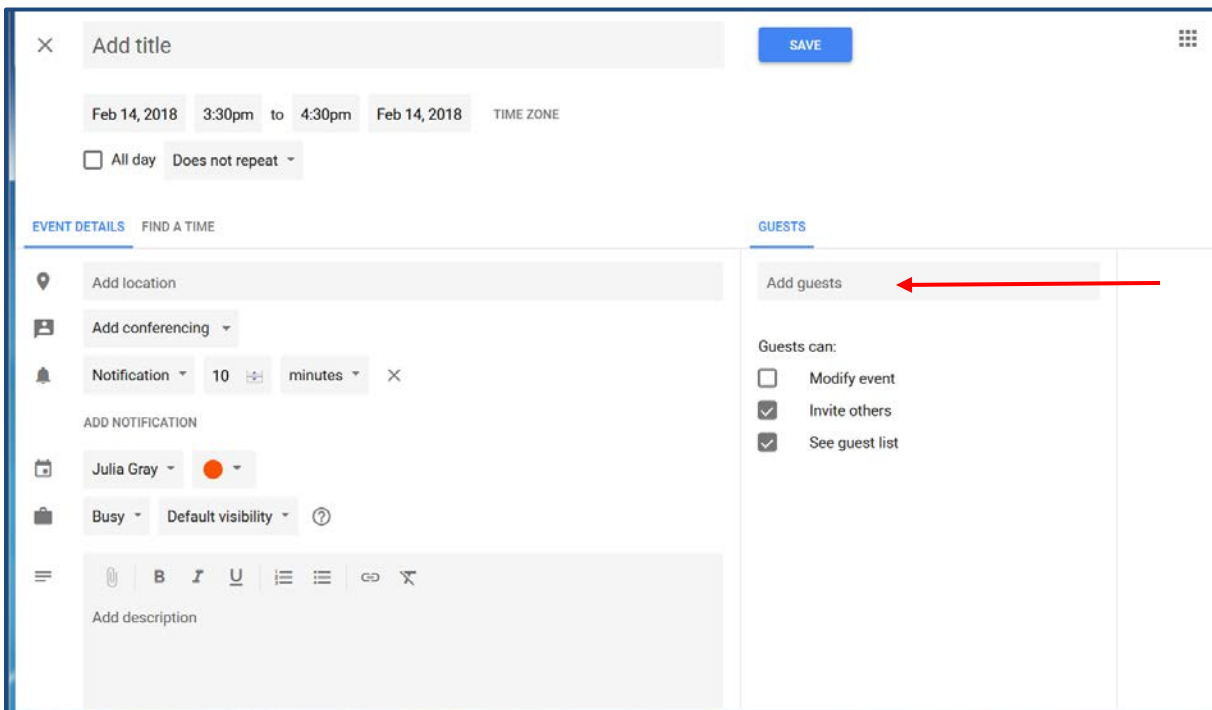 Add title
SAVE
Feb 14, 2018 3:30pm to 4:30pm Feb 14, 2018 TIME ZONE
All day Does not repeat
EVENT DETAILS FIND A TIME
GUESTS
Add location
Add guests
Add conferencing
Notification 10 minutes
ADD NOTIFICATION
Julia Gray
Busy Default visibility
B I U
Add description
Guests can:
Modify event
Invite others
See guest list